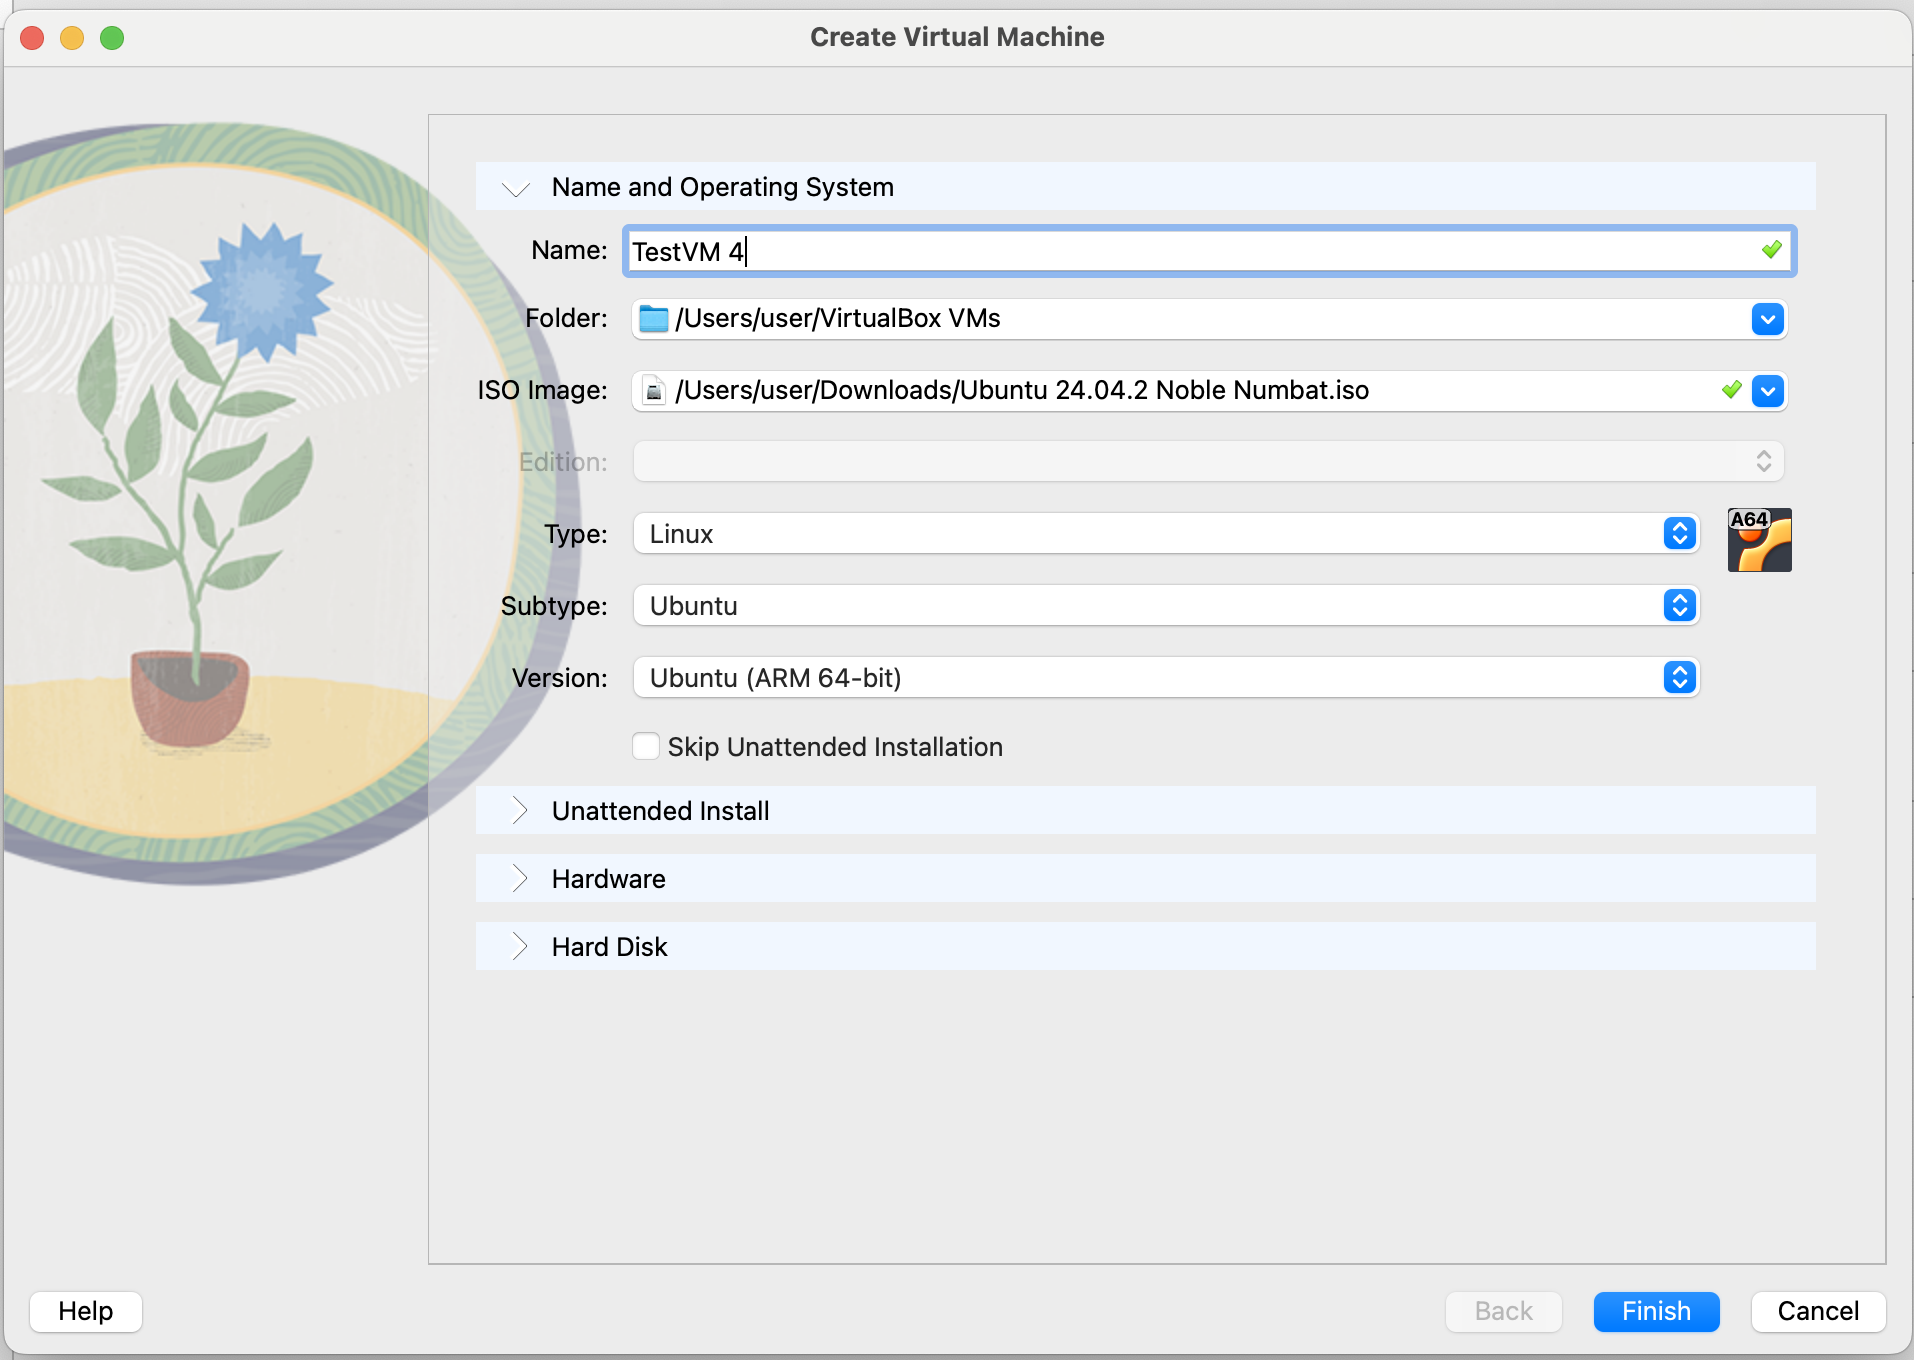 Create Virtual Machine
Name and Operating System
Name: TestVM 4
Folder: /Users/user/VirtualBox VMs
ISO Image: /Users/user/Downloads/Ubuntu 24.04.2 Noble Numbat.iso
Edition:
Type: Linux
A64
Subtype: Ubuntu
Version: Ubuntu (ARM 64-bit)
Skip Unattended Installation
Unattended Install
Hardware
Hard Disk
Help Back Finish Cancel